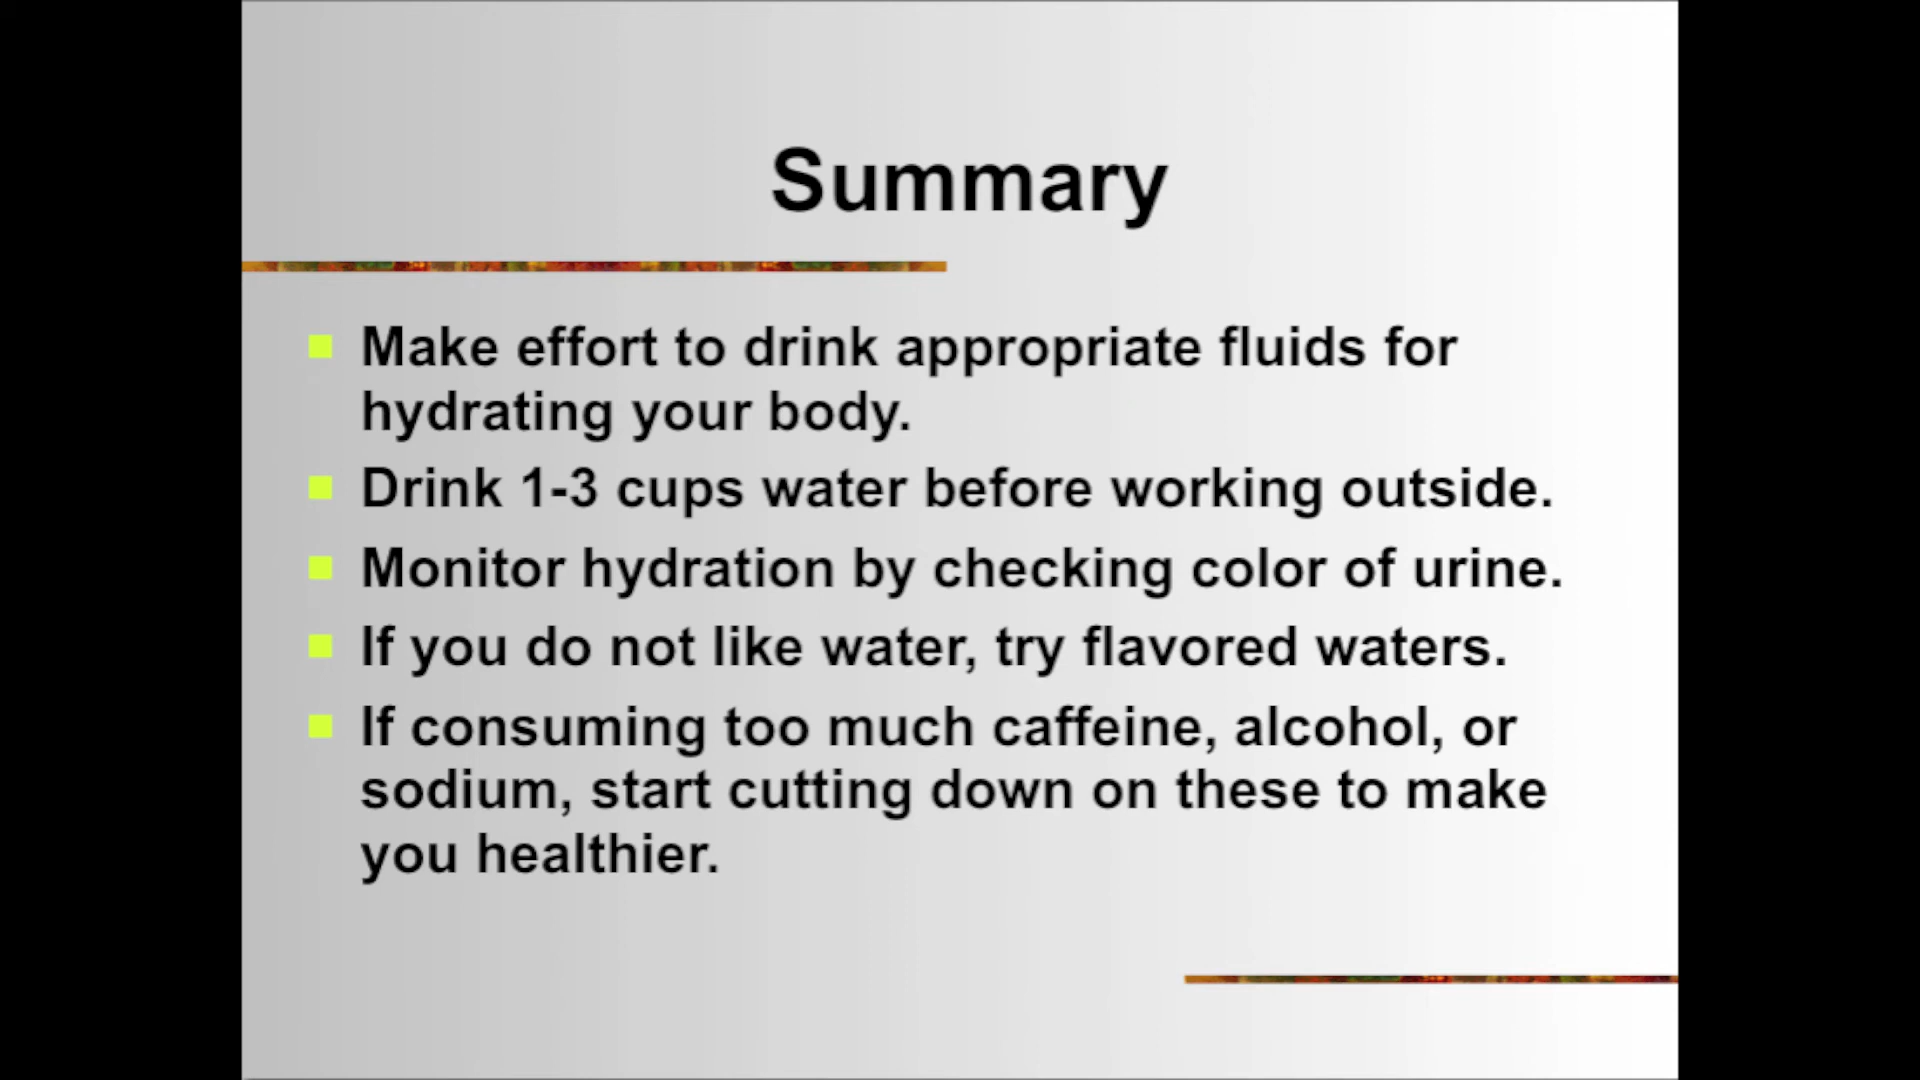 Summary
Make effort to drink appropriate fluids for
hydrating your body.
Drink 1-3 cups water before working outside.
Monitor hydration by checking color of urine.
If you do not like water, try flavored waters.
If consuming too much caffeine, alcohol, or
sodium, start cutting down on these to make
you healthier.